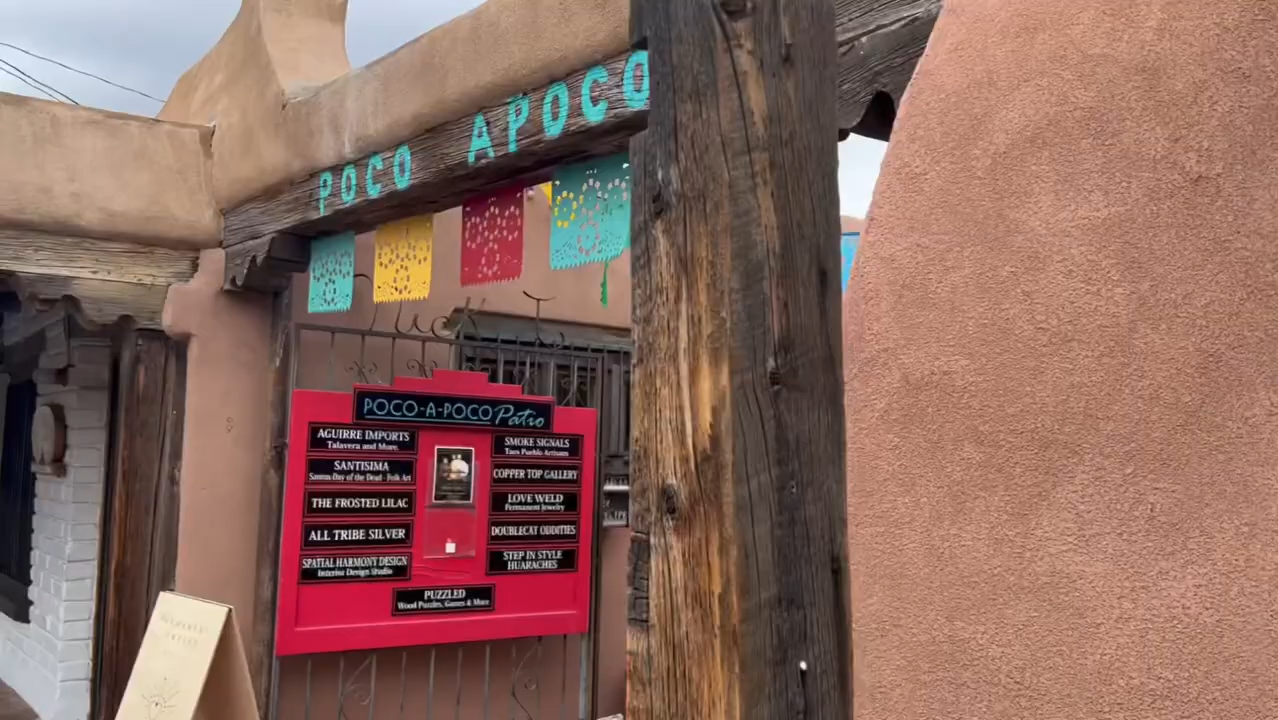 POCO APOCO
POCO-A-POCO Patio
AGUIRRE IMPORTS
Talavera and More.
SANTISIMA
Santos-Day of the Dead - Folk Art
THE FROSTED LILAC
ALL TRIBE SILVER
SPATIAL HARMONY DESIGN
Interior Design Studio
SMOKE SIGNALS
Taos Pueblo Artisans
COPPER TOP GALLERY
LOVE WELD
Permanent Jewelry
DOUBLECAT ODDITIES
STEP IN STYLE
HUARACHES
PUZZLED
Wood Puzzles, Games & More